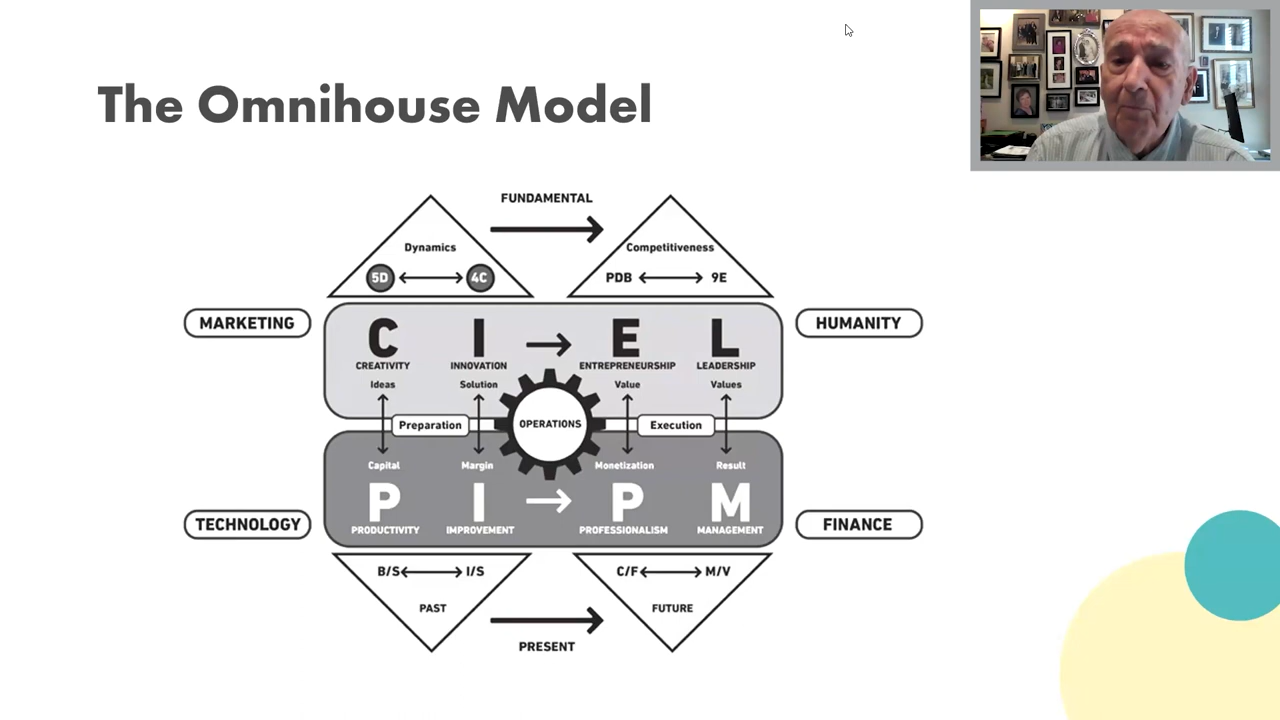 The Omnihouse Model
FUNDAMENTAL
Dynamics
5D
4C
Competitiveness
PDB
9E
MARKETING
HUMANITY
C I E L
CREATIVITY INNOVATION ENTREPRENEURSHIP LEADERSHIP
Ideas Solution Value Values
Preparation
OPERATIONS
Execution
Capital Margin Monetization Result
P I P M
PRODUCTIVITY IMPROVEMENT PROFESSIONALISM MANAGEMENT
TECHNOLOGY
FINANCE
B/S
I/S
C/F
M/V
PAST
FUTURE
PRESENT